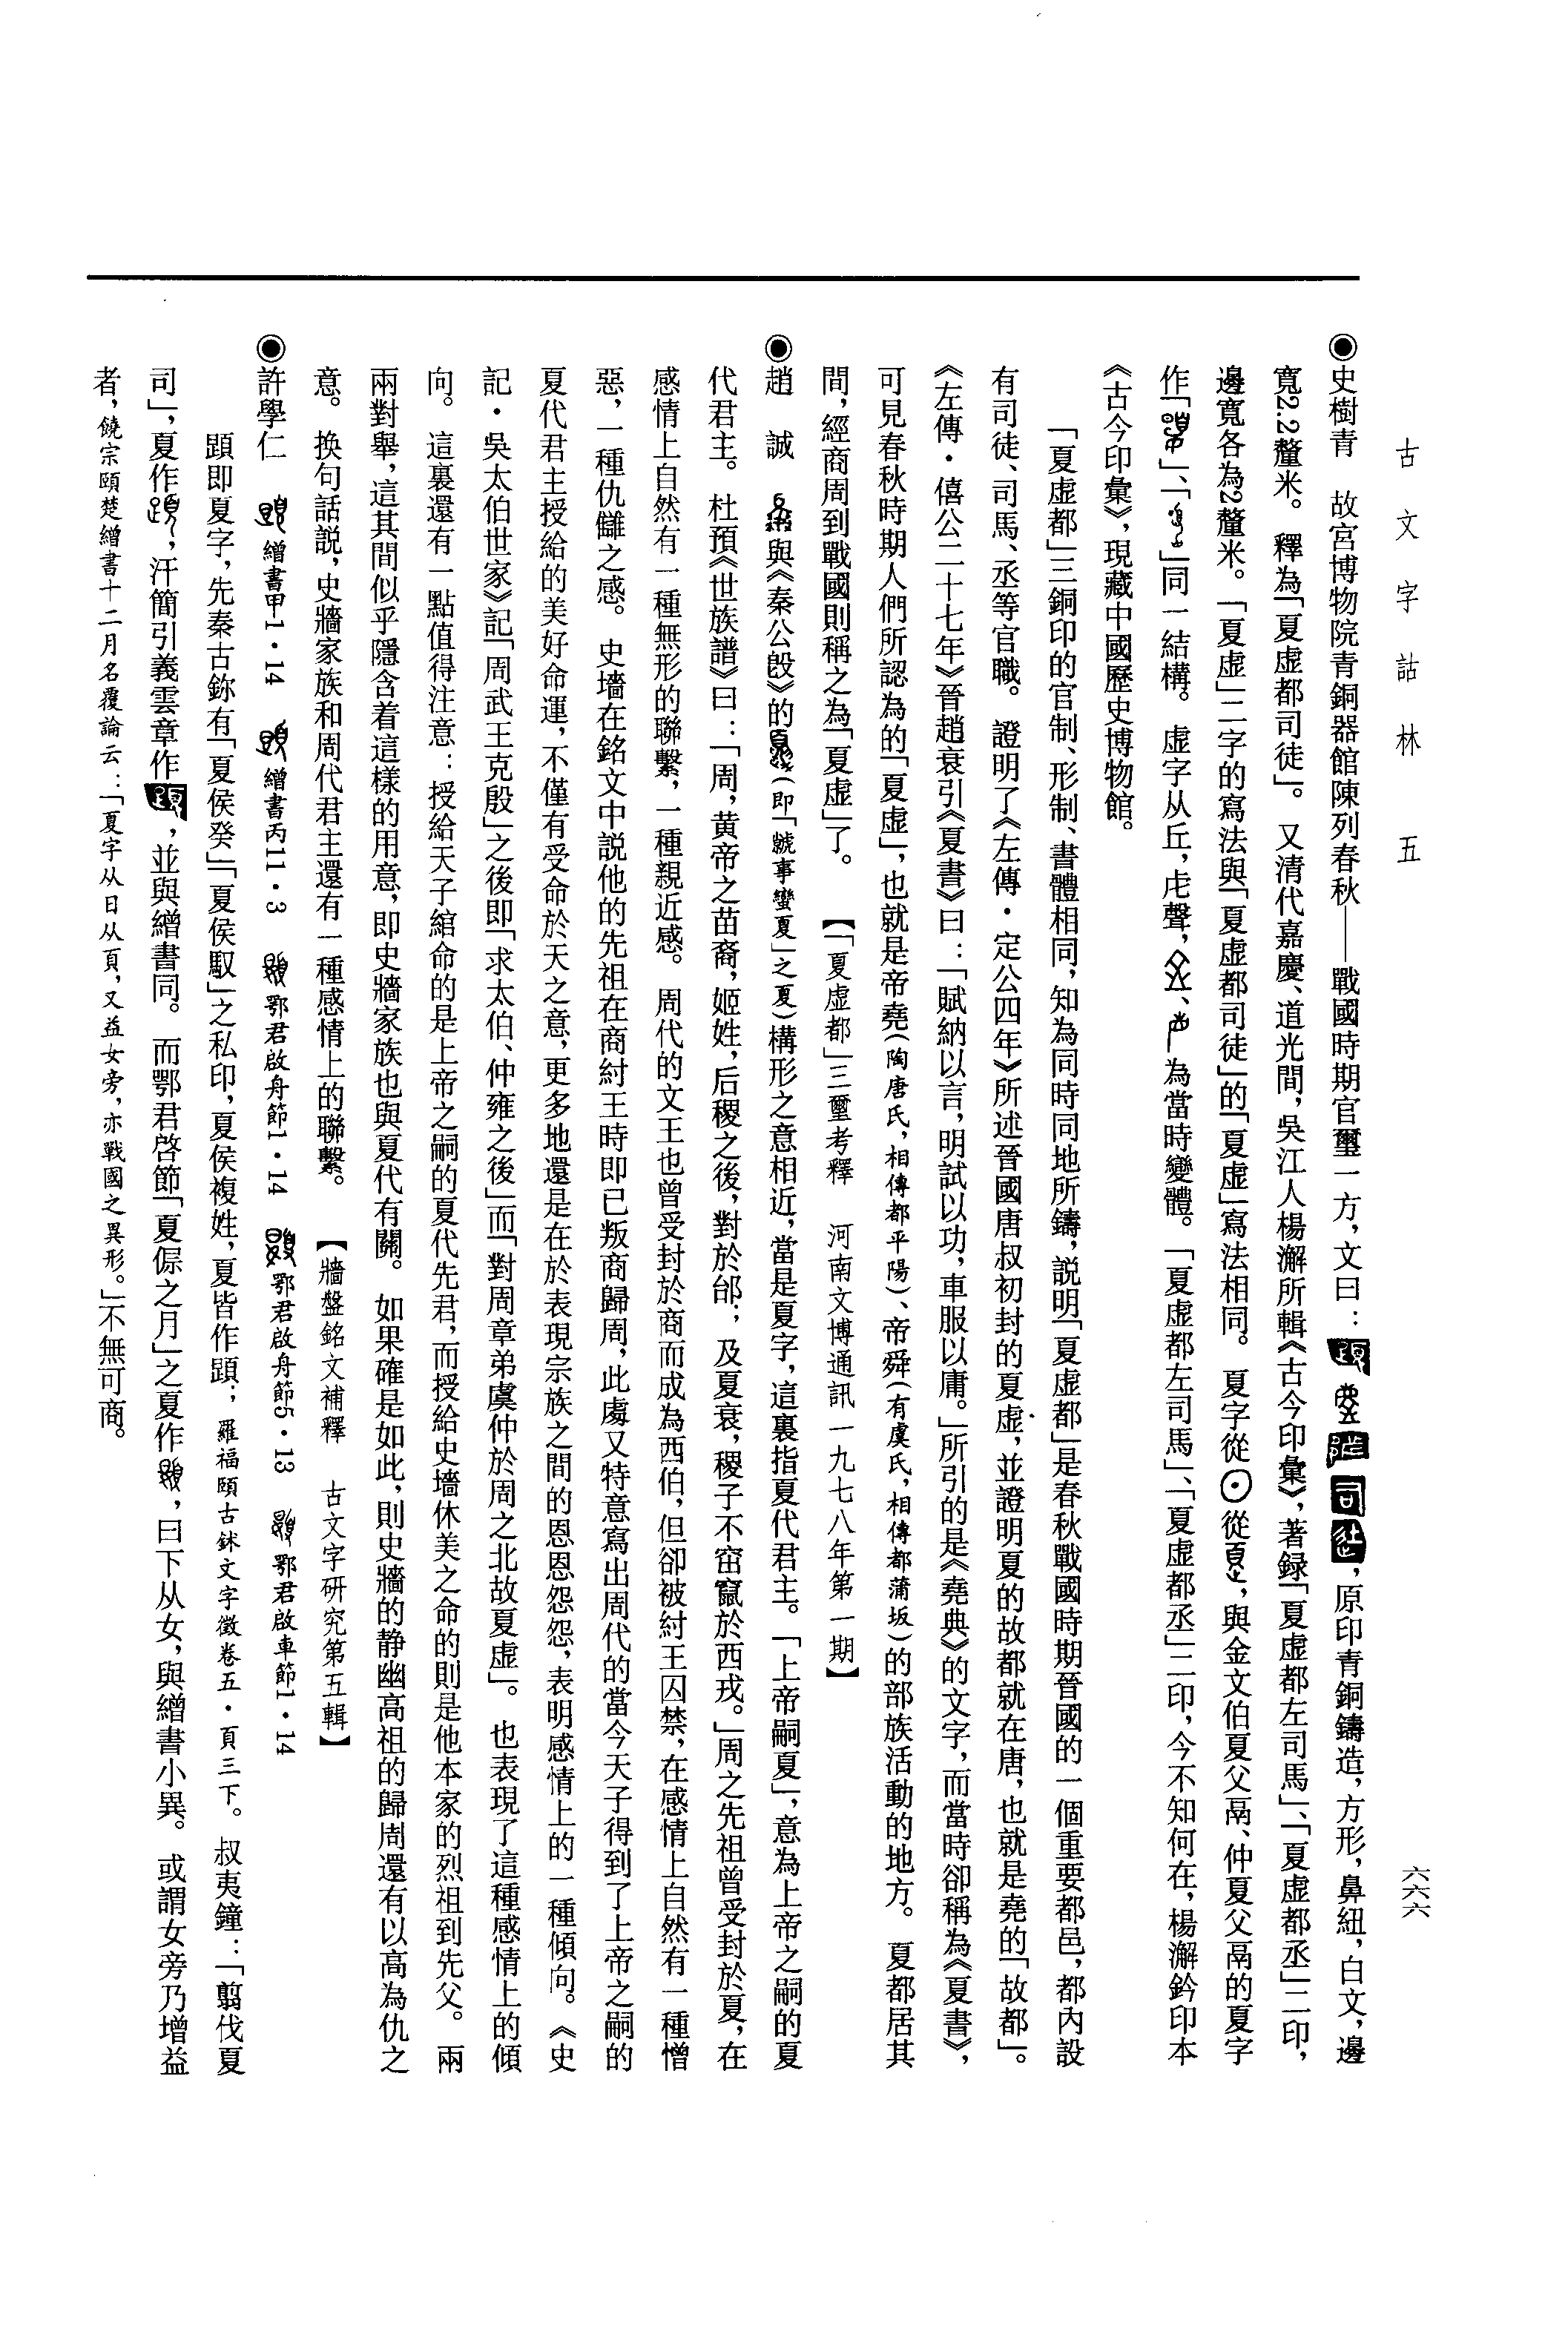 古文字詁林　五
六六六
◉史樹青　故宮博物院青銅器館陳列春秋——戰國時期官璽一方，文曰：，原印青銅鑄造，方形，鼻紐，白文，邊
寬2.2釐米。釋為「夏虛都司徒」。又清代嘉慶、道光間，吳江人楊澥所輯《古今印彙》，著録「夏虛都左司馬」、「夏虛都丞」二印，
邊寬各為2釐米。「夏虛」二字的寫法與「夏虛都司徒」的「夏虛」寫法相同。夏字從從，與金文伯夏父鬲、仲夏父鬲的夏字
作「」、「」同一結構。虛字从丘，虍聲，、為當時變體。「夏虛都左司馬」、「夏虛都丞」二印，今不知何在，楊澥鈐印本
《古今印彙》，現藏中國歷史博物館。
「夏虛都」三銅印的官制、形制、書體相同，知為同時同地所鑄，説明「夏虛都」是春秋戰國時期晉國的一個重要都邑，都內設
有司徒、司馬、丞等官職。證明了《左傳·定公四年》所述晉國唐叔初封的夏虛，並證明夏的故都就在唐，也就是堯的「故都」。
《左傳·僖公二十七年》晉趙衰引《夏書》曰：「賦納以言，明試以功，車服以庸。」所引的是《堯典》的文字，而當時卻稱為《夏書》，
可見春秋時期人們所認為的「夏虛」，也就是帝堯（陶唐氏，相傳都平陽）、帝舜（有虞氏，相傳都蒲坂）的部族活動的地方。夏都居其
間，經商周到戰國則稱之為「夏虛」了。　【「夏虛都」三璽考釋　河南文博通訊一九七八年第一期】
◉趙　誠　與《秦公𣪘》的（即「虩事蠻夏」之夏）構形之意相近，當是夏字，這裏指夏代君主。「上帝嗣夏」，意為上帝之嗣的夏
代君主。杜預《世族譜》曰：「周，黄帝之苗裔，姬姓，后稷之後，對於邰；及夏衰，稷子不窋竄於西戎。」周之先祖曾受封於夏，在
感情上自然有一種無形的聯繫，一種親近感。周代的文王也曾受封於商而成為西伯，但卻被紂王囚禁，在感情上自然有一種憎
惡，一種仇讎之感。史墻在銘文中説他的先祖在商紂王時即已叛商歸周，此處又特意寫出周代的當今天子得到了上帝之嗣的
夏代君主授給的美好命運，不僅有受命於天之意，更多地還是在於表現宗族之間的恩恩怨怨，表明感情上的一種傾向。《史
記·吳太伯世家》記「周武王克殷」之後即「求太伯、仲雍之後」而「對周章弟虞仲於周之北故夏虛」。也表現了這種感情上的傾
向。這裏還有一點值得注意：授給天子綰命的是上帝之嗣的夏代先君，而授給史墻休美之命的則是他本家的烈祖到先父。兩
兩對舉，這其間似乎隱含着這樣的用意，即史牆家族也與夏代有關。如果確是如此，則史牆的静幽高祖的歸周還有以高為仇之
意。換句話説，史牆家族和周代君主還有一種感情上的聯繫。　【牆盤銘文補釋　古文字研究第五輯】
◉許學仁　繒書甲1·14　繒書丙11·3　鄂君啟舟節1·14　鄂君啟舟節5·13　鄂君啟車節1·14
顕即夏字，先秦古鉨有「夏侯癸」「夏侯馭」之私印，夏侯複姓，夏皆作顕；羅福頤古鉥文字徵卷五·頁三下。叔夷鐘：「翦伐夏
司」，夏作，汗簡引義雲章作，並與繒書同。而鄂君啓節「夏𡱈之月」之夏作，曰下从女，與繒書小異。或謂女旁乃增益
者，饒宗頤楚繒書十二月名覆論云：「夏字从日从頁，又益女旁，亦戰國之異形。」不無可商。